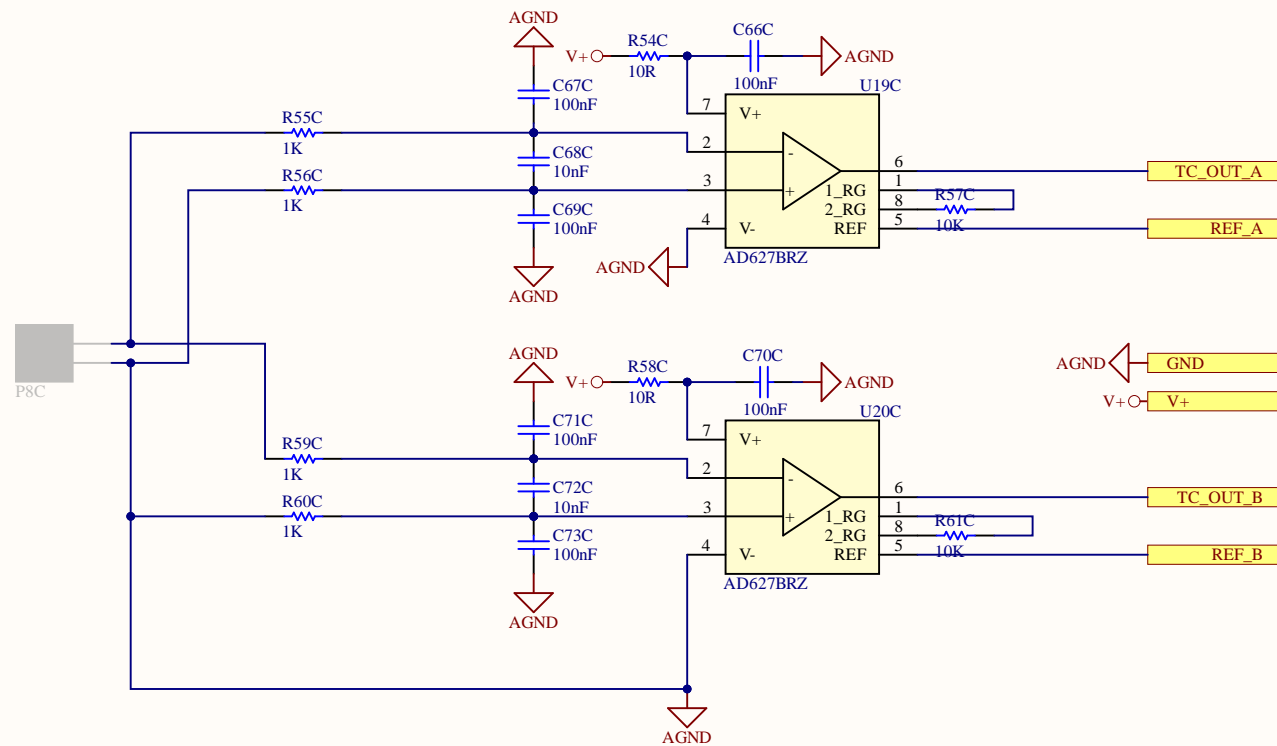 AGND
V+
R54C
10R
C66C
100nF
AGND
C67C
100nF
U19C
7
V+
R55C
1K
2
-
C68C
10nF
6
TC_OUT_A
R56C
1K
3
+
1_RG
1
C69C
100nF
2_RG
8
R57C
10K
4
V-
REF
5
REF_A
AGND
AGND
AD627BRZ
P8C
AGND
V+
R58C
10R
C70C
100nF
AGND
AGND
GND
V+
V+
C71C
100nF
U20C
7
V+
R59C
1K
2
-
C72C
10nF
6
TC_OUT_B
R60C
1K
3
+
1_RG
1
C73C
100nF
2_RG
8
R61C
10K
4
V-
REF
5
REF_B
AD627BRZ
AGND
AGND